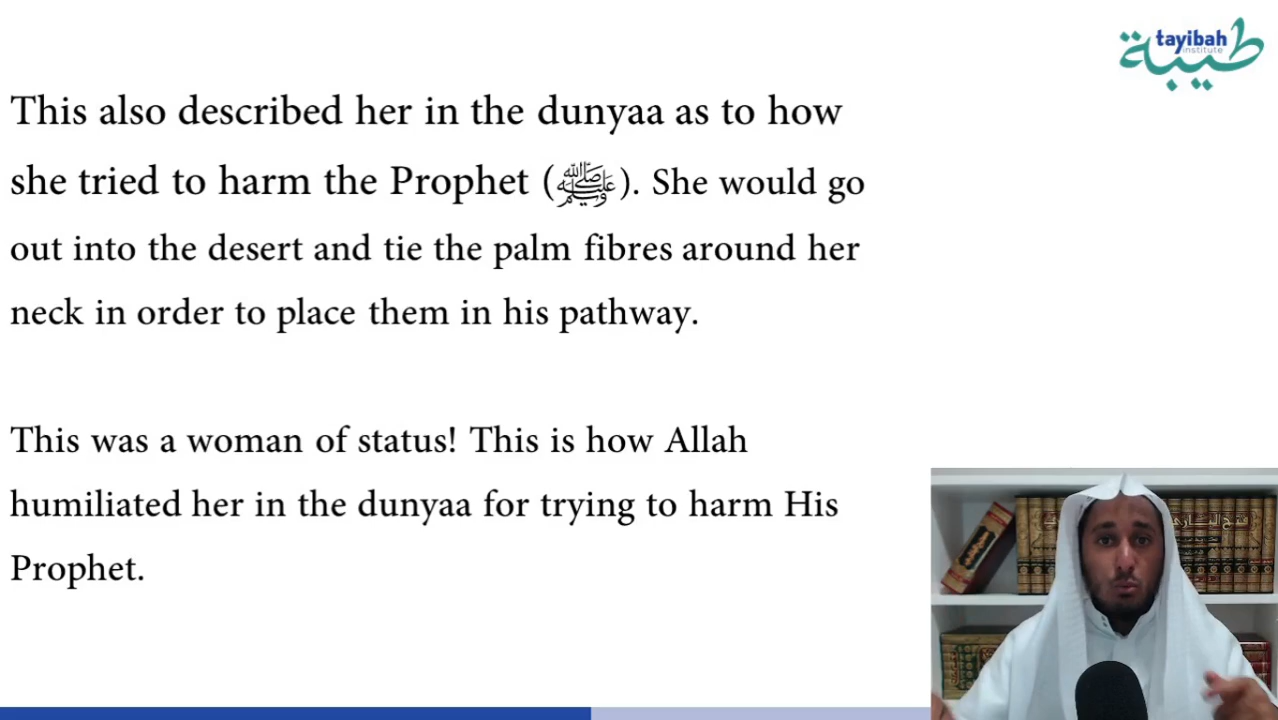 طيبة
tayibah
institute
This also described her in the dunyaa as to how
she tried to harm the Prophet (ﷺ). She would go
out into the desert and tie the palm fibres around her
neck in order to place them in his pathway.
This was a woman of status! This is how Allah
humiliated her in the dunyaa for trying to harm His
Prophet.
فتح الباري